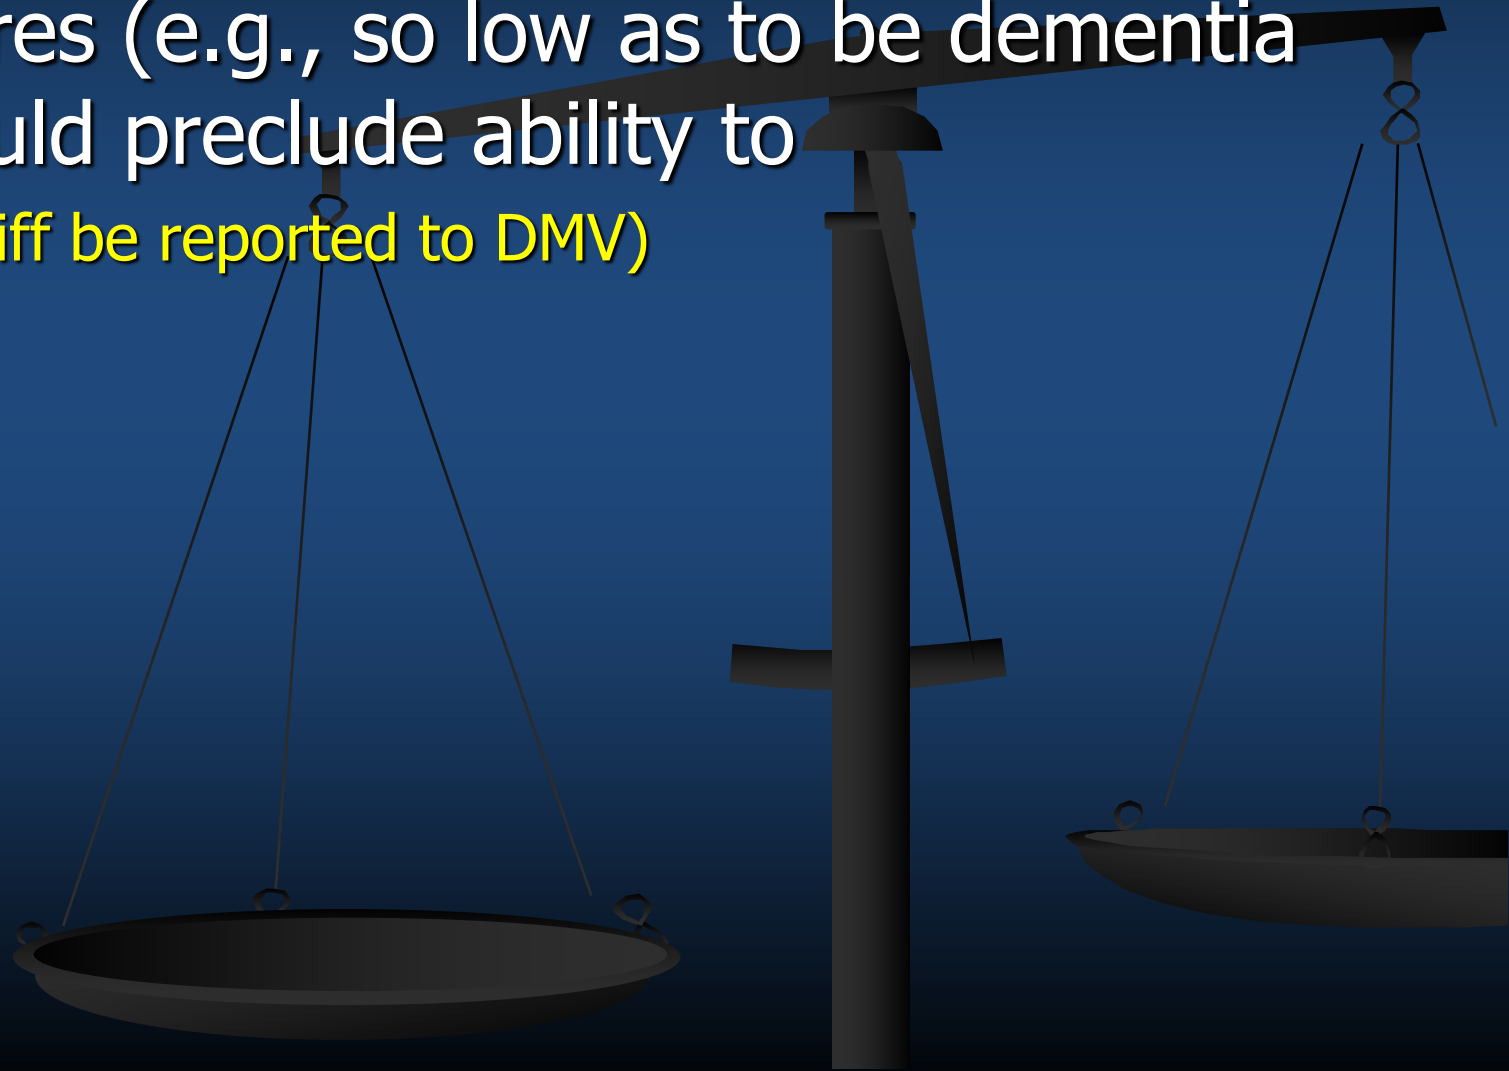 res (e.g., so low as to be dementia
uld preclude ability to
iff be reported to DMV)